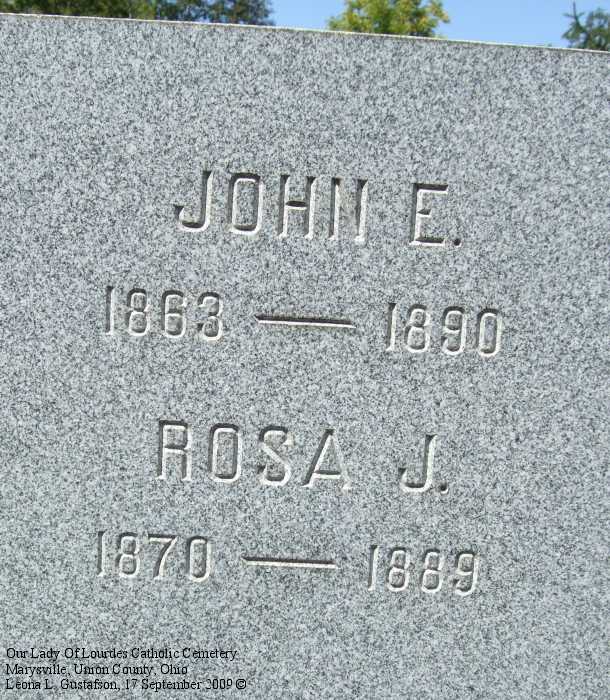 JOHN E.
1863 — 1890
ROSA J.
1870 — 1889
Our Lady Of Lourdes Catholic Cemetery
Marysville, Union County, Ohio
Leona L. Gustafson, 17 September 2009 ©